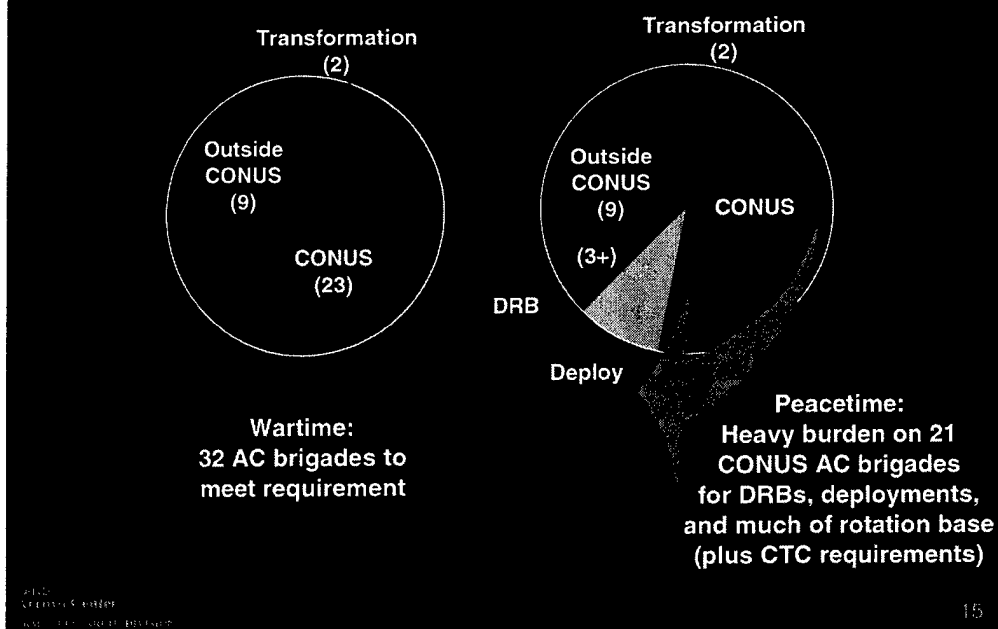 Transformation
(2)
Outside
CONUS
(9)
CONUS
(23)
Wartime:
32 AC brigades to
meet requirement
Transformation
(2)
Outside
CONUS
(9)
CONUS
(3+)
DRB
Deploy
Peacetime:
Heavy burden on 21
CONUS AC brigades
for DRBs, deployments,
and much of rotation base
(plus CTC requirements)
Center
15